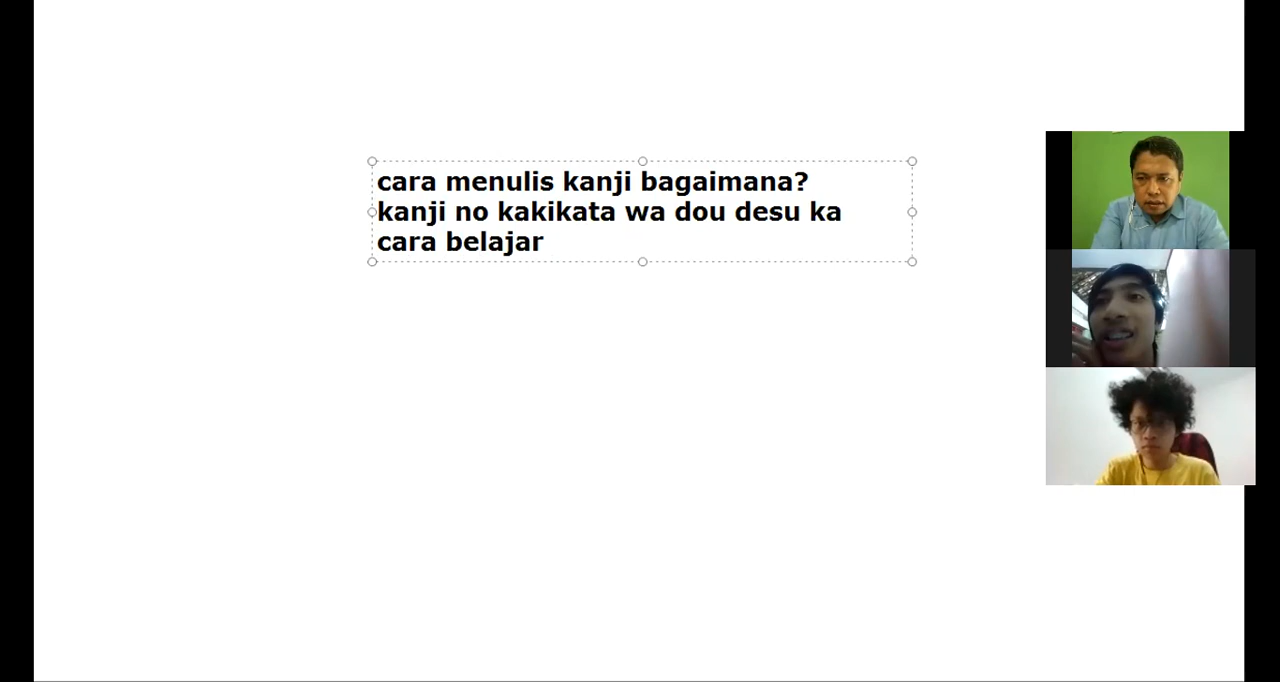 cara menulis kanji bagaimana?
kanji no kakikata wa dou desu ka
cara belajar